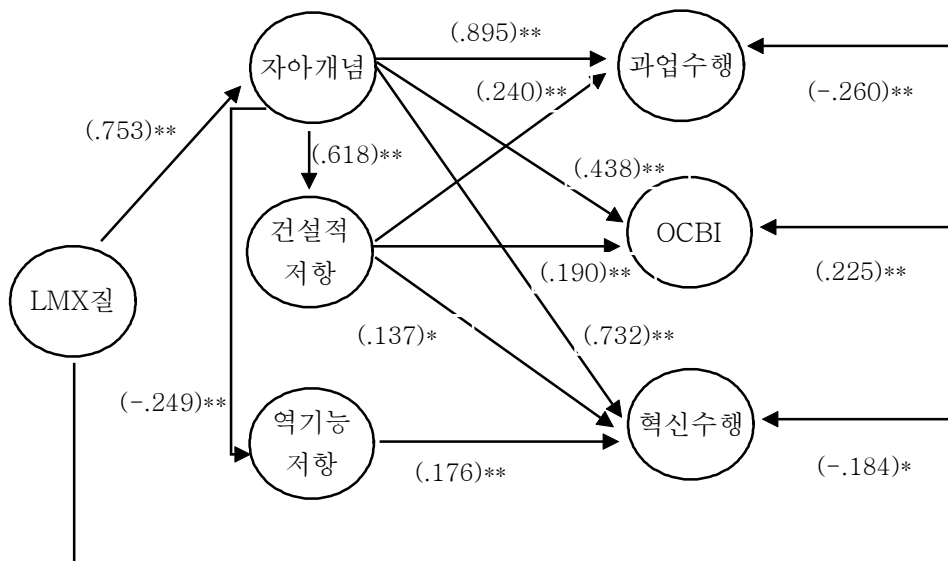 (.895)**
자아개념
과업수행
(.240)**
(-.260)**
(.753)**
(.618)**
(.438)**
건설적
저항
OCBI
(.190)**
(.225)**
LMX질
(.137)*
(.732)**
(-.249)**
역기능
저항
혁신수행
(.176)**
(-.184)*